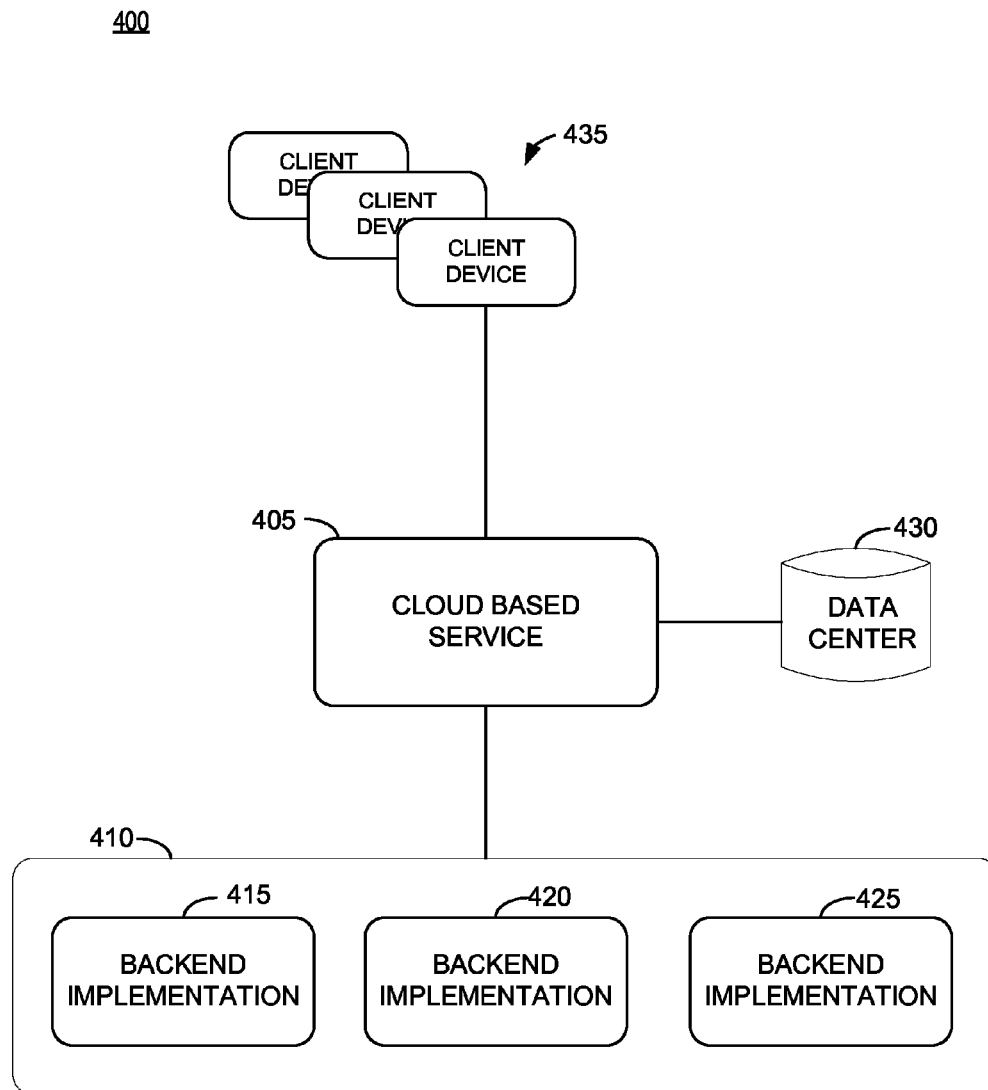 400
435
CLIENT
CLIENT
CLIENT
DEVICE
405
430
CLOUD BASED
SERVICE
DATA
CENTER
410
415
420
425
BACKEND
IMPLEMENTATION
BACKEND
IMPLEMENTATION
BACKEND
IMPLEMENTATION